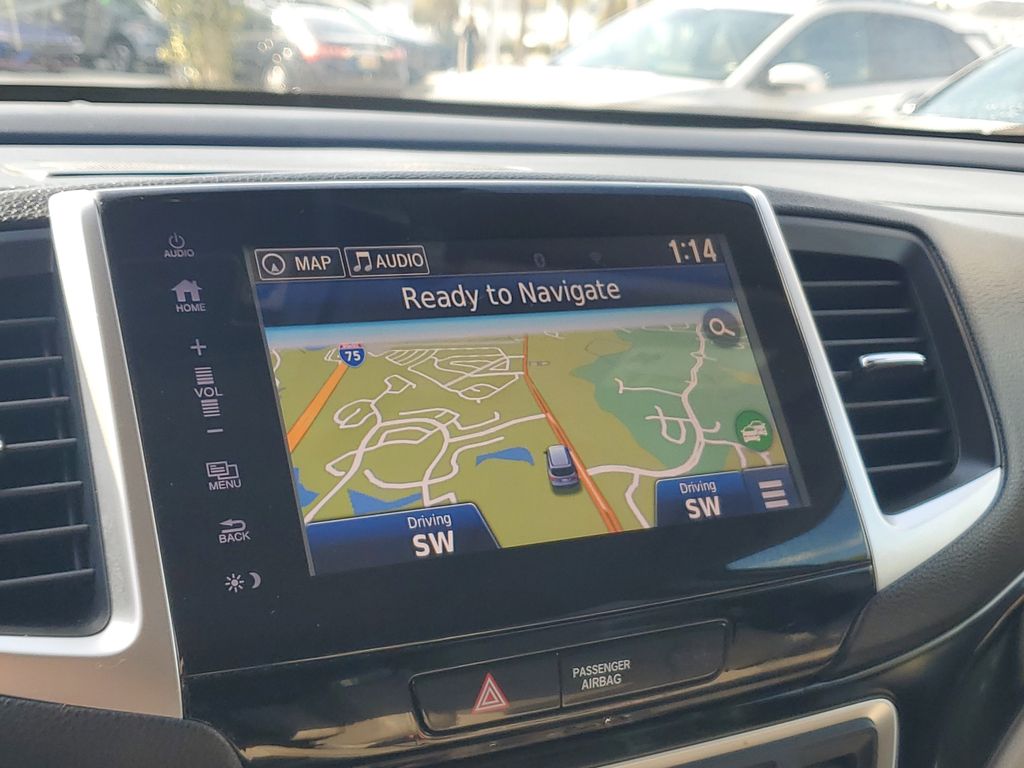 AUDIO
HOME
+
VOL
-
MENU
BACK
MAP
AUDIO
1:14
Ready to Navigate
75
Driving
SW
Driving
SW
PASSENGER
AIRBAG